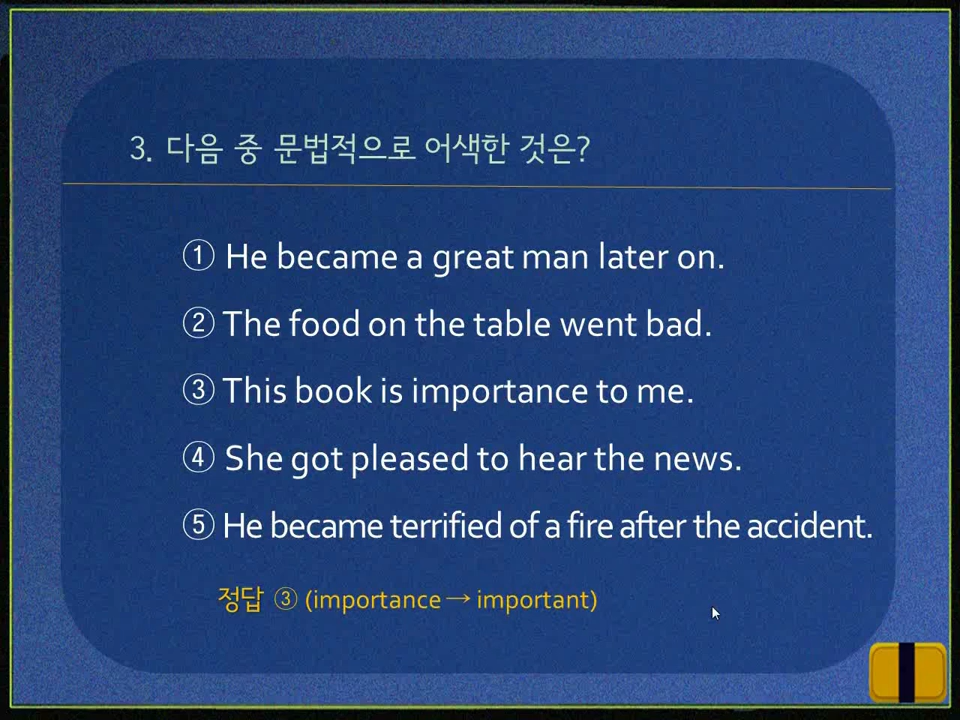 3. 다음 중 문법적으로 어색한 것은?
① He became a great man later on.
② The food on the table went bad.
③ This book is importance to me.
④ She got pleased to hear the news.
⑤ He became terrified of a fire after the accident.
정답 ③ (importance → important)